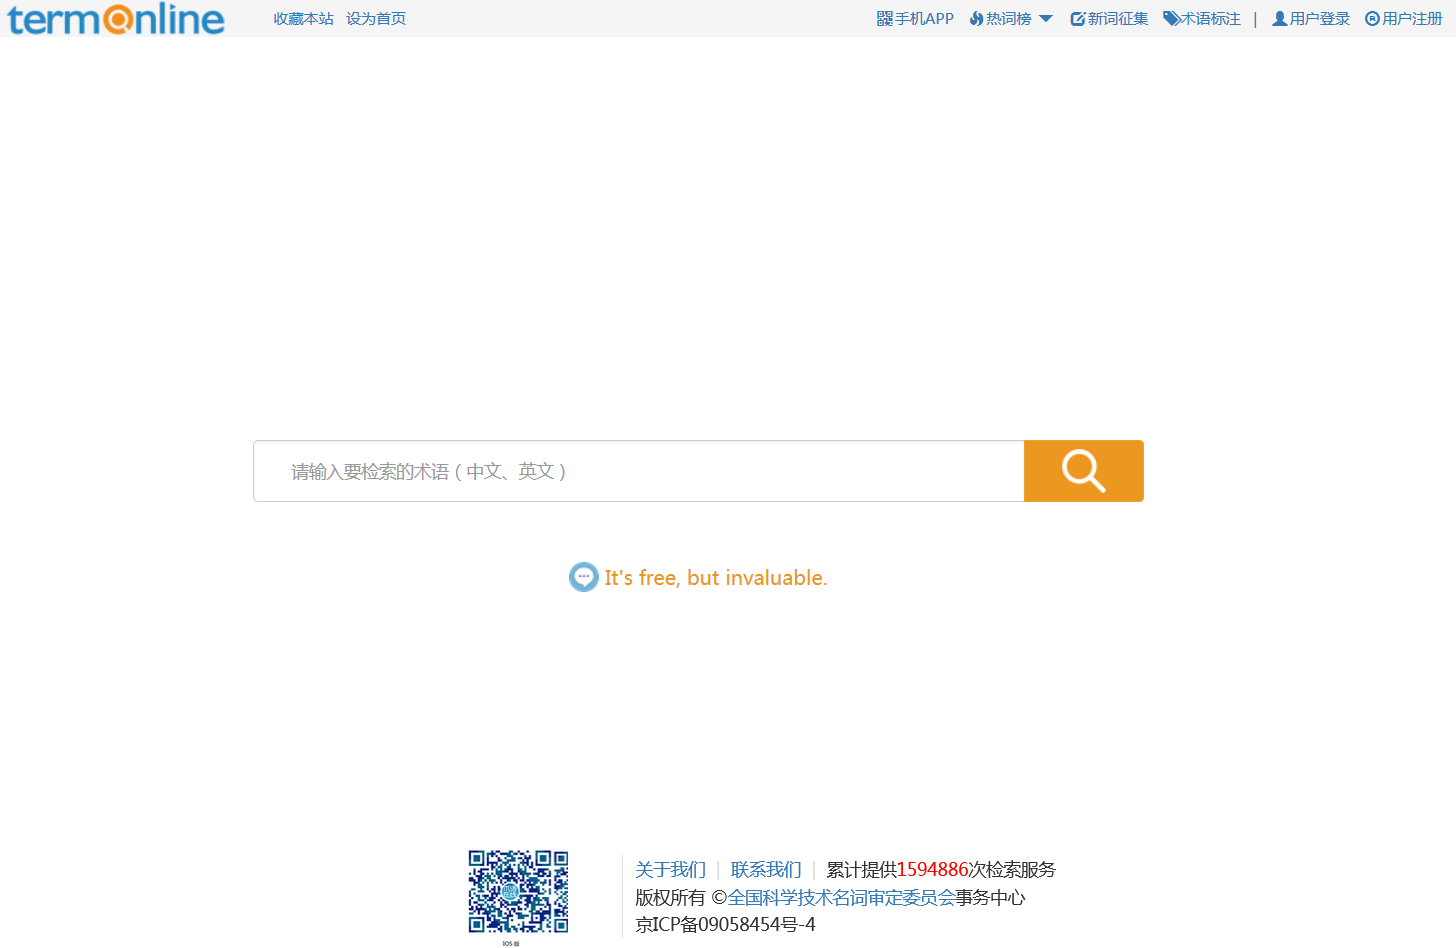 termonline 收藏本站 设为首页 手机APP 热词榜 新词征集 术语标注 | 用户登录 用户注册
请输入要检索的术语（中文、英文）
It's free, but invaluable.
关于我们 | 联系我们 | 累计提供1594886次检索服务
版权所有 ©全国科学技术名词审定委员会事务中心
京ICP备09058454号-4
IOS 版